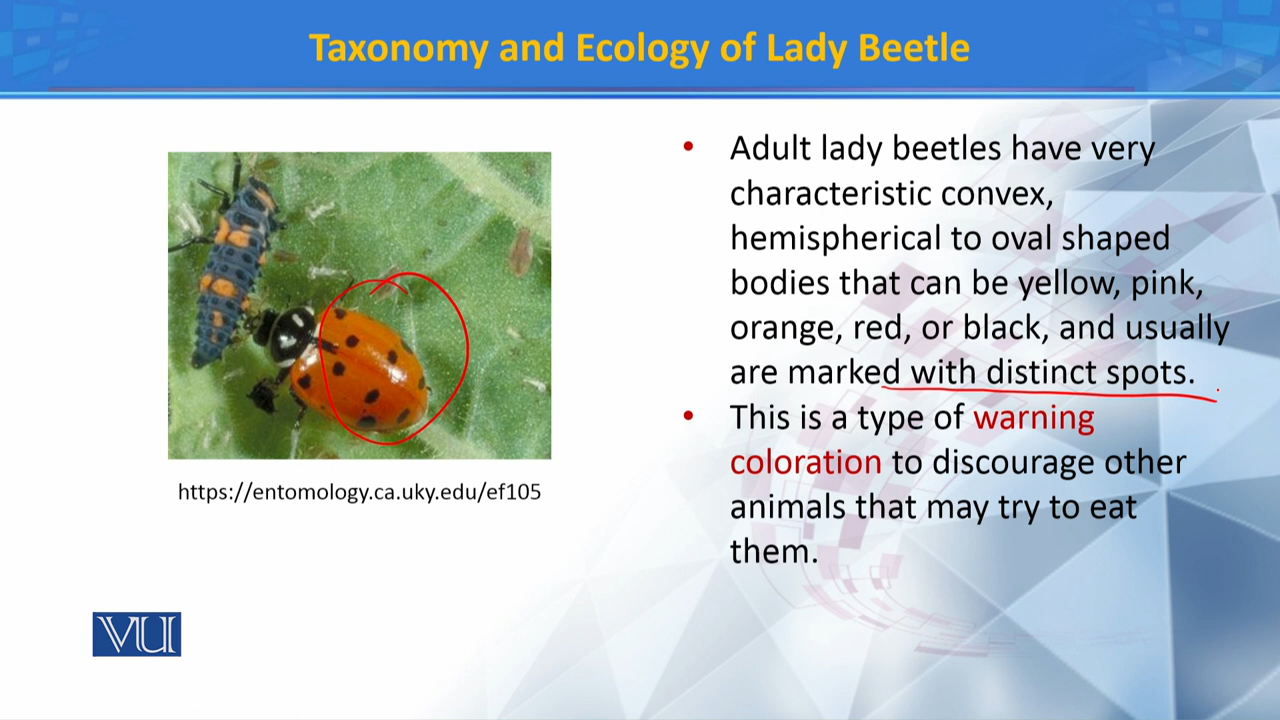 Taxonomy and Ecology of Lady Beetle
• Adult lady beetles have very
characteristic convex,
hemispherical to oval shaped
bodies that can be yellow, pink,
orange, red, or black, and usually
are marked with distinct spots.
• This is a type of warning
coloration to discourage other
animals that may try to eat
them.
https://entomology.ca.uky.edu/ef105
VU